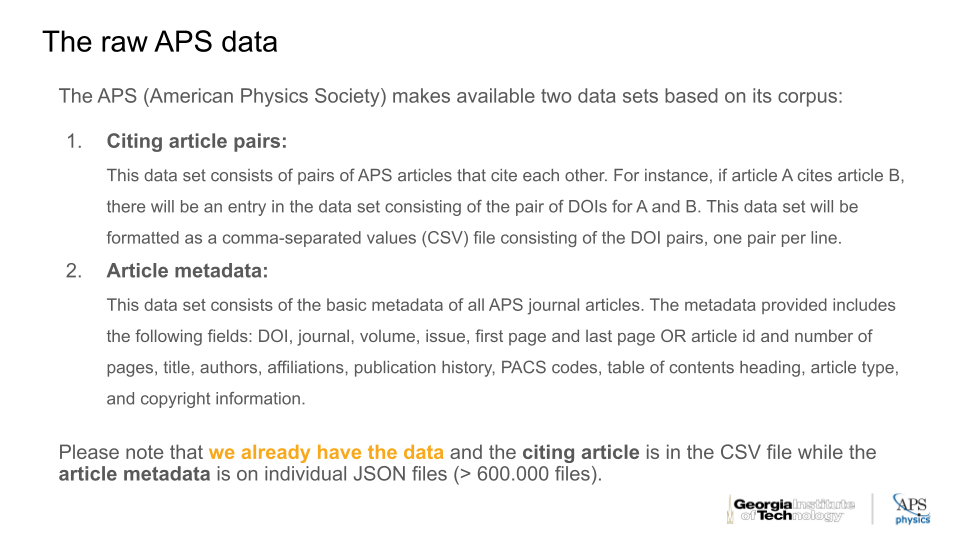 The raw APS data
The APS (American Physics Society) makes available two data sets based on its corpus:
1. Citing article pairs:
This data set consists of pairs of APS articles that cite each other. For instance, if article A cites article B,
there will be an entry in the data set consisting of the pair of DOIs for A and B. This data set will be
formatted as a comma-separated values (CSV) file consisting of the DOI pairs, one pair per line.
2. Article metadata:
This data set consists of the basic metadata of all APS journal articles. The metadata provided includes
the following fields: DOI, journal, volume, issue, first page and last page OR article id and number of
pages, title, authors, affiliations, publication history, PACS codes, table of contents heading, article type,
and copyright information.
Please note that we already have the data and the citing article is in the CSV file while the
article metadata is on individual JSON files (> 600.000 files).
Georgia Institute
of Technology
APS
physics